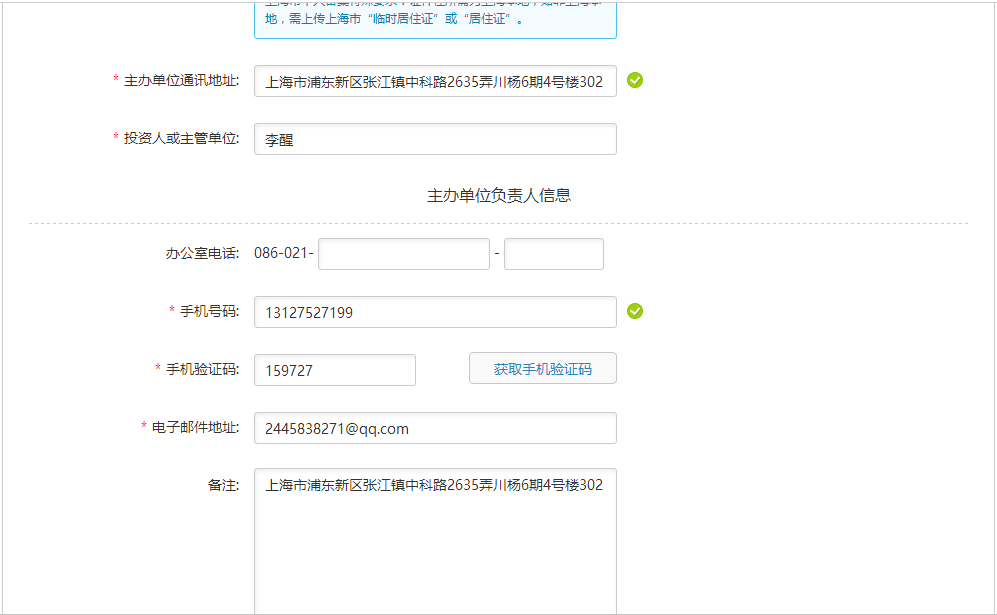 地，需上传上海市“临时居住证”或“居住证”。
* 主办单位通讯地址: 上海市浦东新区张江镇中科路2635弄川杨6期4号楼302
* 投资人或主管单位: 李醒
主办单位负责人信息
办公室电话: 086-021- -
* 手机号码: 13127527199
* 手机验证码: 159727 获取手机验证码
* 电子邮件地址: 2445838271@qq.com
备注: 上海市浦东新区张江镇中科路2635弄川杨6期4号楼302